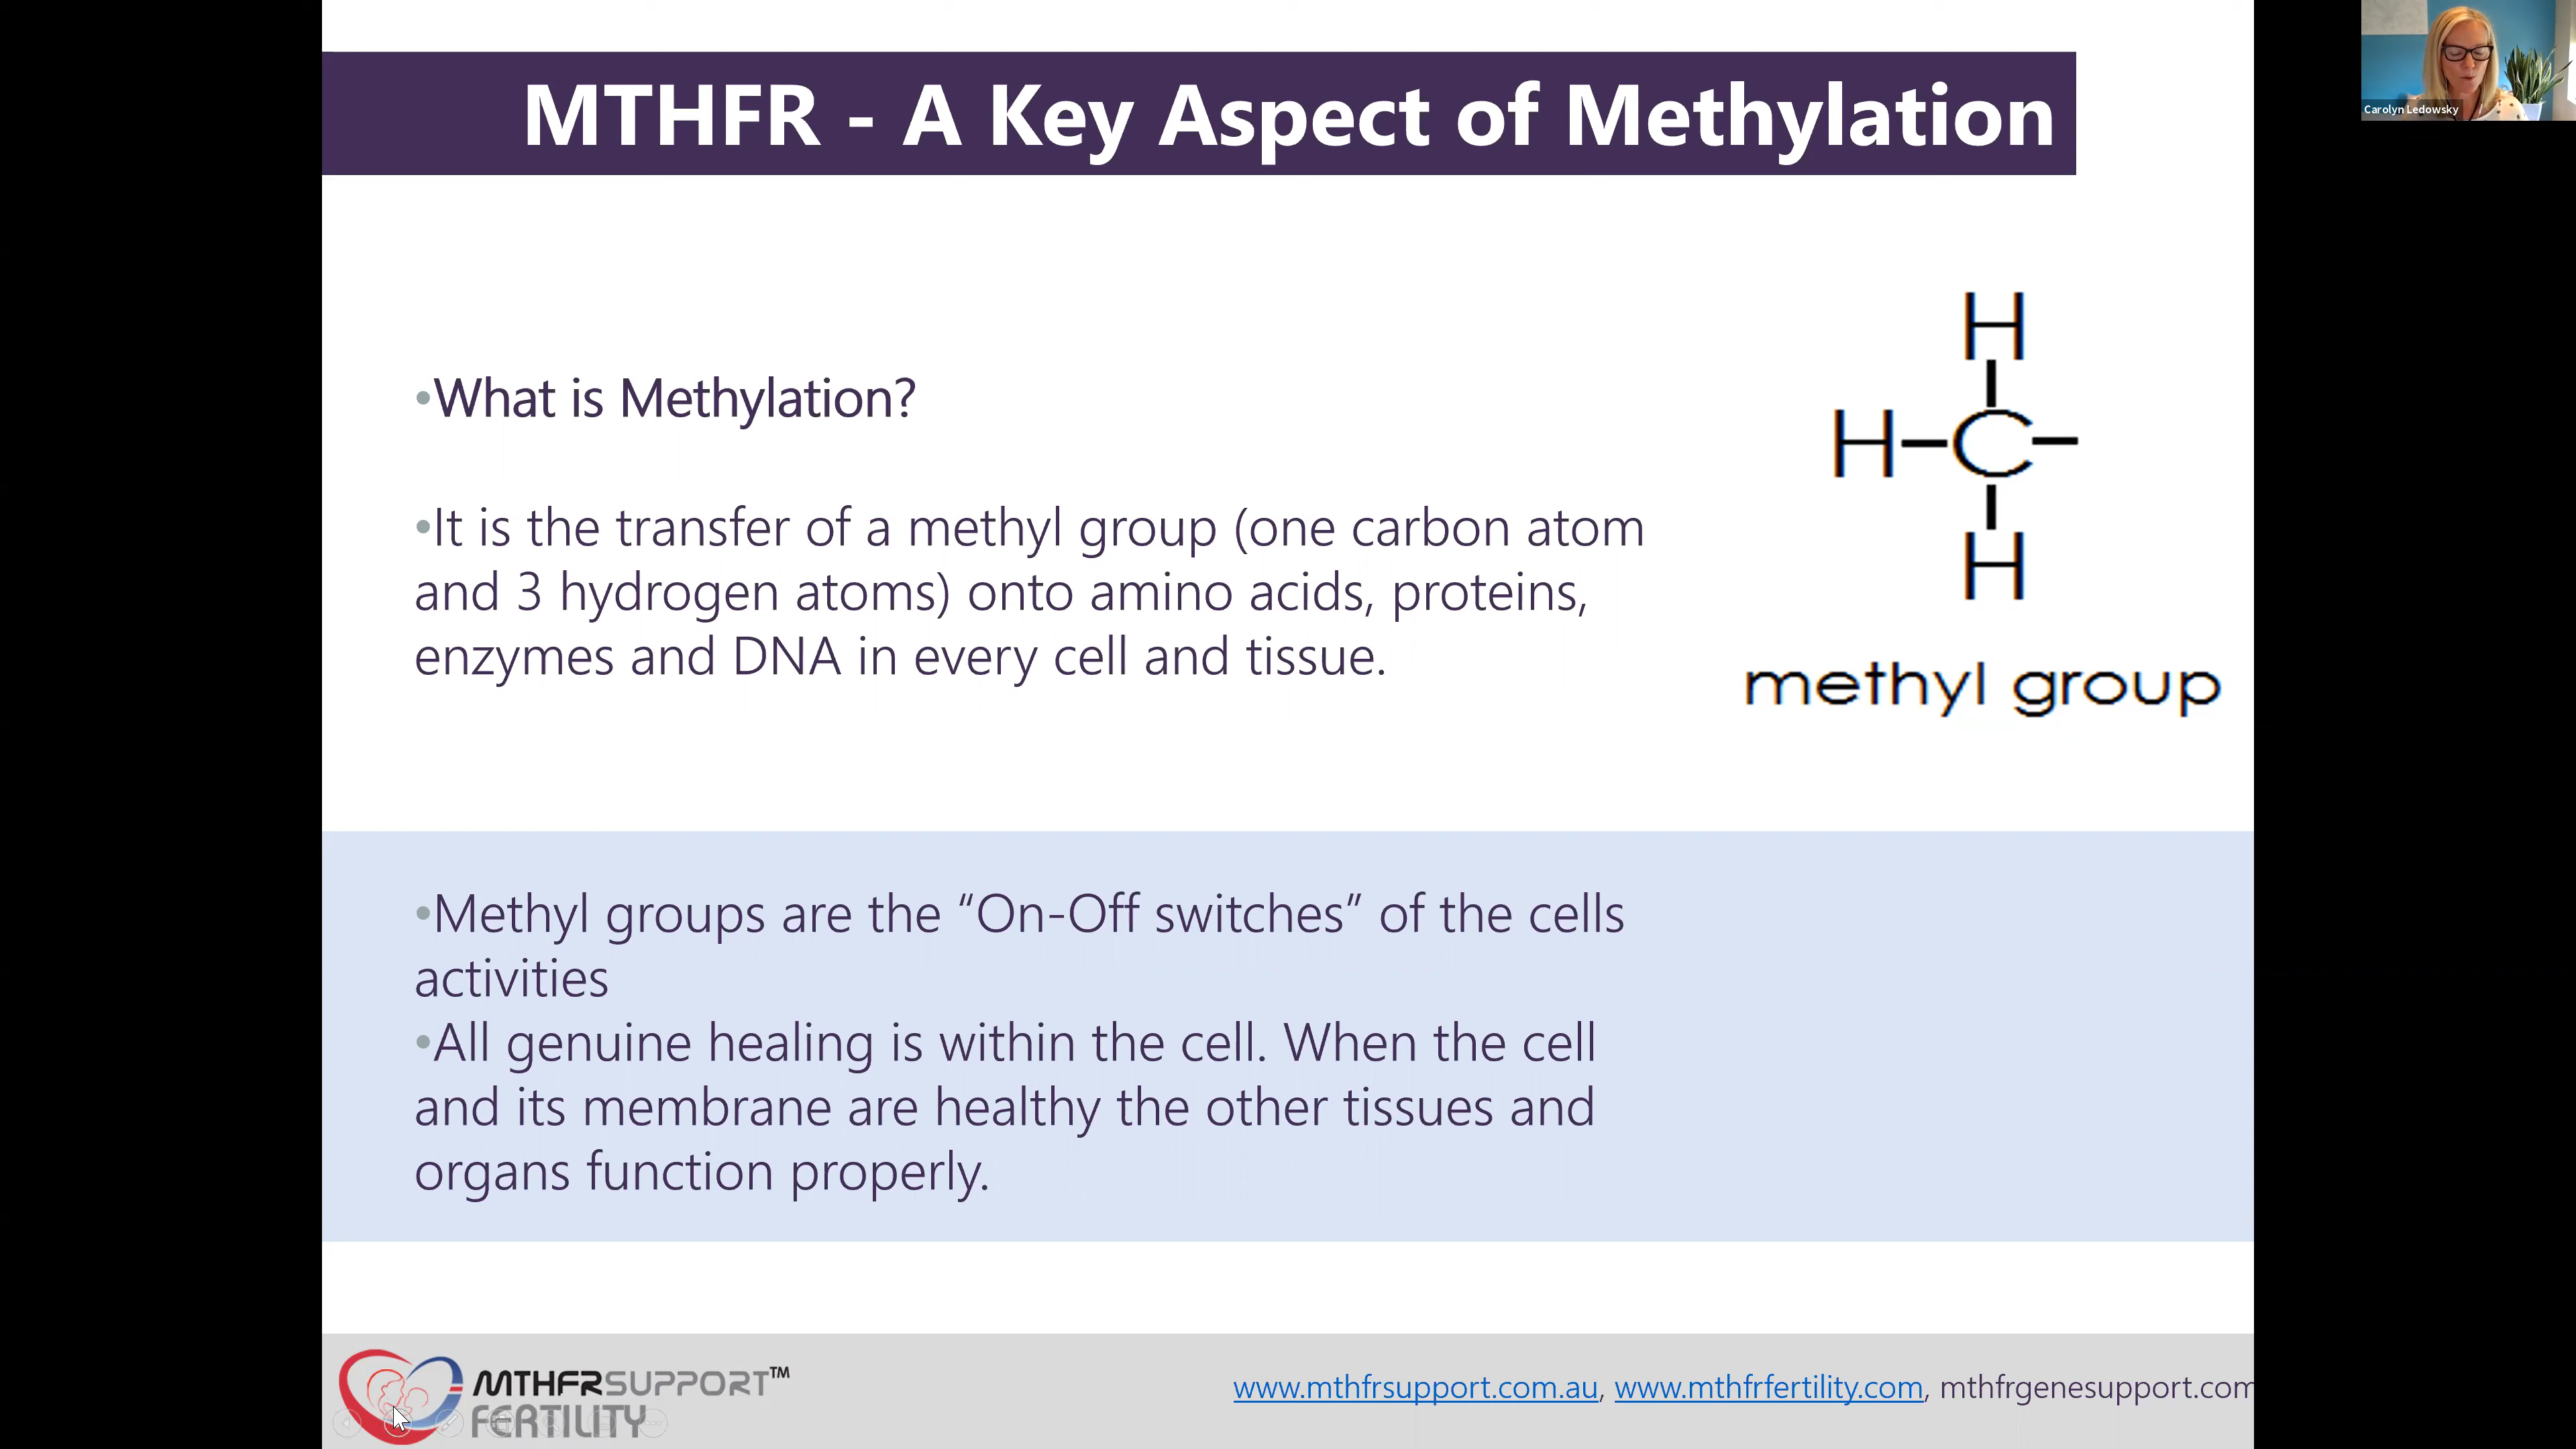 MTHFR - A Key Aspect of Methylation
Carolyn Ledowsky
•What is Methylation?
•It is the transfer of a methyl group (one carbon atom
and 3 hydrogen atoms) onto amino acids, proteins,
enzymes and DNA in every cell and tissue.
H
H-C-
H
methyl group
•Methyl groups are the “On-Off switches” of the cells
activities
•All genuine healing is within the cell. When the cell
and its membrane are healthy the other tissues and
organs function properly.
MTHFRSUPPORT™
FERTILITY
www.mthfrsupport.com.au, www.mthfrfertility.com, mthfrgenesupport.com